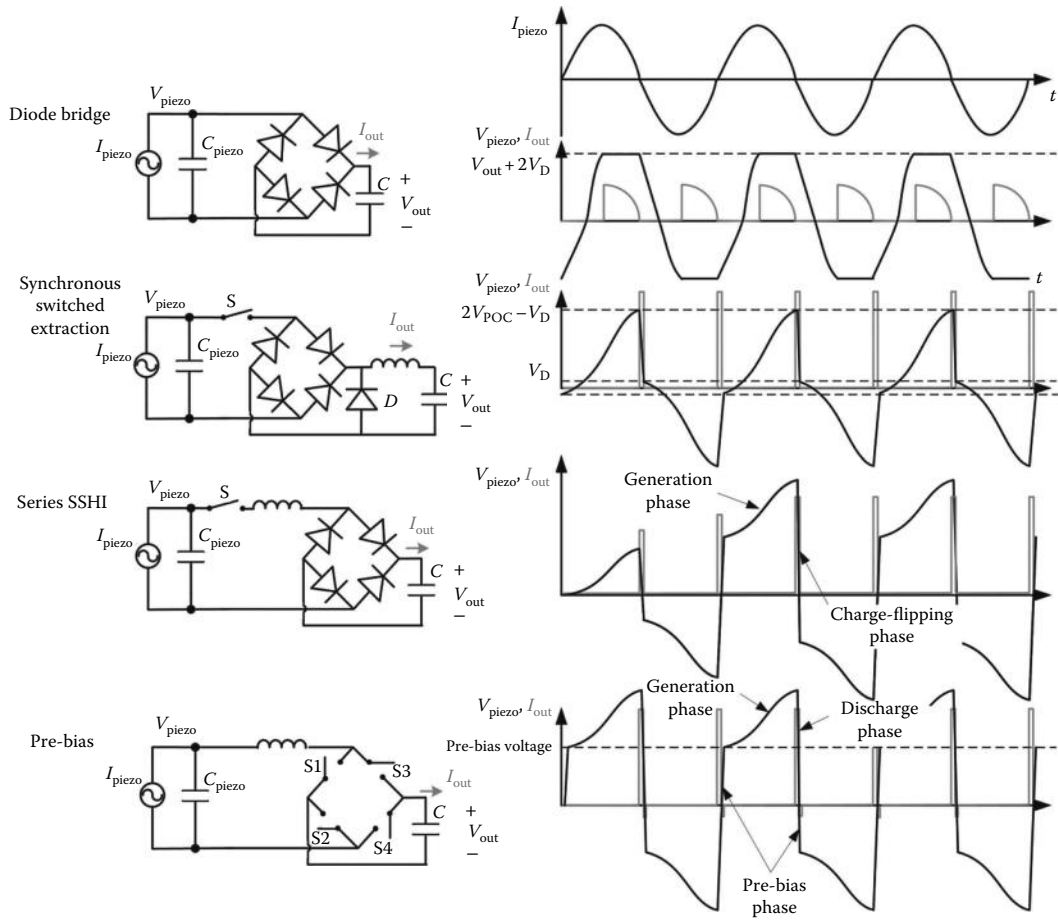 I_piezo
t
Diode bridge
V_piezo
I_piezo
C_piezo
I_out
C
+
V_out
−
V_piezo, I_out
V_out + 2V_D
t
Synchronous
switched
extraction
V_piezo
S
I_piezo
C_piezo
I_out
D
C
+
V_out
−
V_piezo, I_out
2V_POC − V_D
V_D
Series SSHI
V_piezo
S
I_piezo
C_piezo
I_out
C
+
V_out
−
V_piezo, I_out
Generation
phase
Charge-flipping
phase
Pre-bias
V_piezo
I_piezo
C_piezo
S1
S3
S2
S4
I_out
C
+
V_out
−
V_piezo, I_out
Pre-bias voltage
Generation
phase
Discharge
phase
Pre-bias
phase